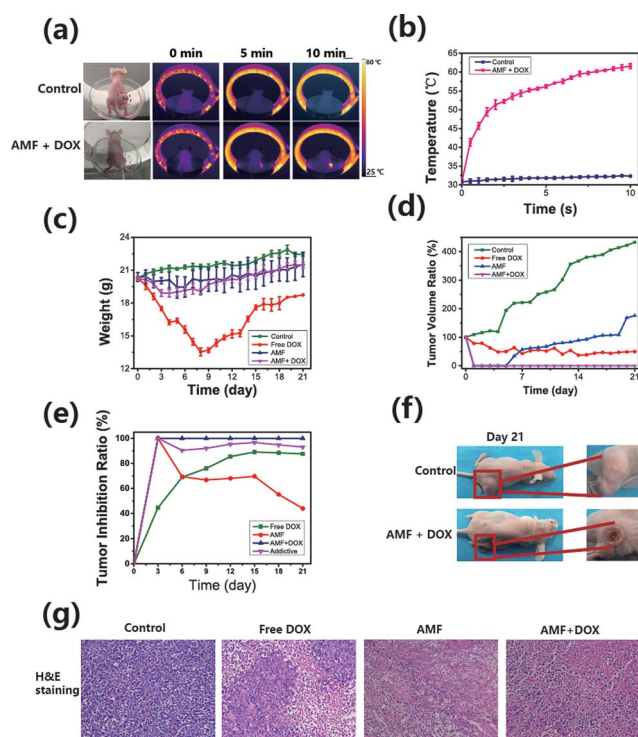 (a)
0 min
5 min
10 min
80 ℃
Control
AMF + DOX
25 ℃
(b)
Control
AMF + DOX
Temperature (℃)
65
60
55
50
45
40
35
30
0
5
10
Time (s)
(c)
Weight (g)
24
21
18
15
12
Control
Free DOX
AMF
AMF+ DOX
0
3
6
9
12
15
18
21
Time (day)
(d)
Tumor Volume Ratio (%)
400
300
200
100
0
Control
Free DOX
AMF
AMF+DOX
0
7
14
21
Time (day)
(e)
Tumor Inhibition Ratio (%)
100
80
60
40
20
0
Free DOX
AMF
AMF+DOX
Addictive
0
3
6
9
12
15
18
21
Time (day)
(f)
Day 21
Control
AMF + DOX
(g)
Control
Free DOX
AMF
AMF+DOX
H&E
staining